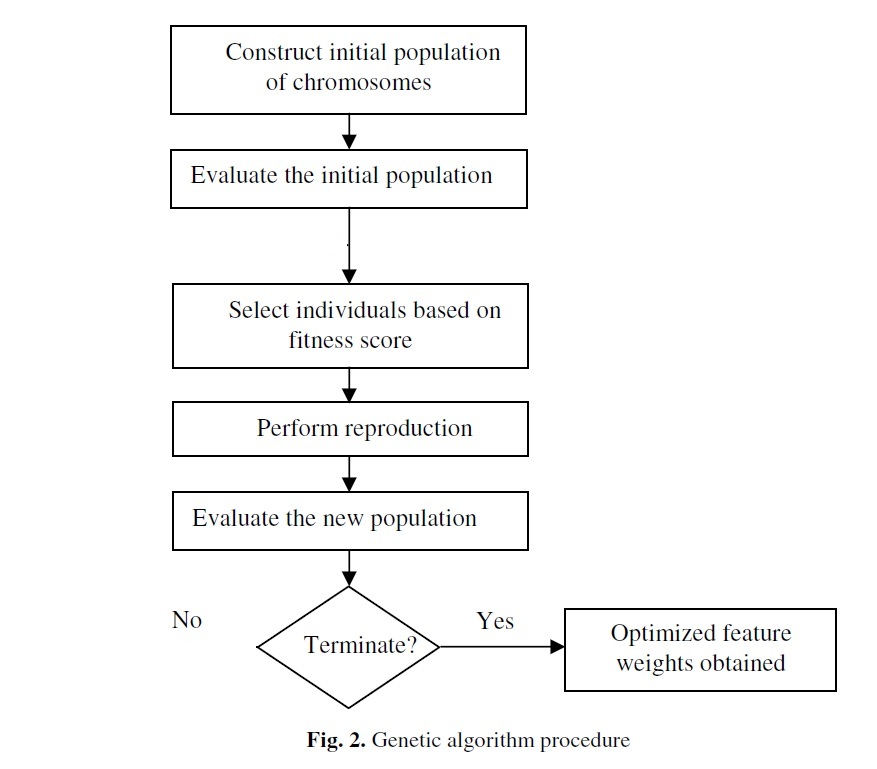 Construct initial population
of chromosomes
Evaluate the initial population
Select individuals based on
fitness score
Perform reproduction
Evaluate the new population
No
Yes
Terminate?
Optimized feature
weights obtained
Fig. 2. Genetic algorithm procedure